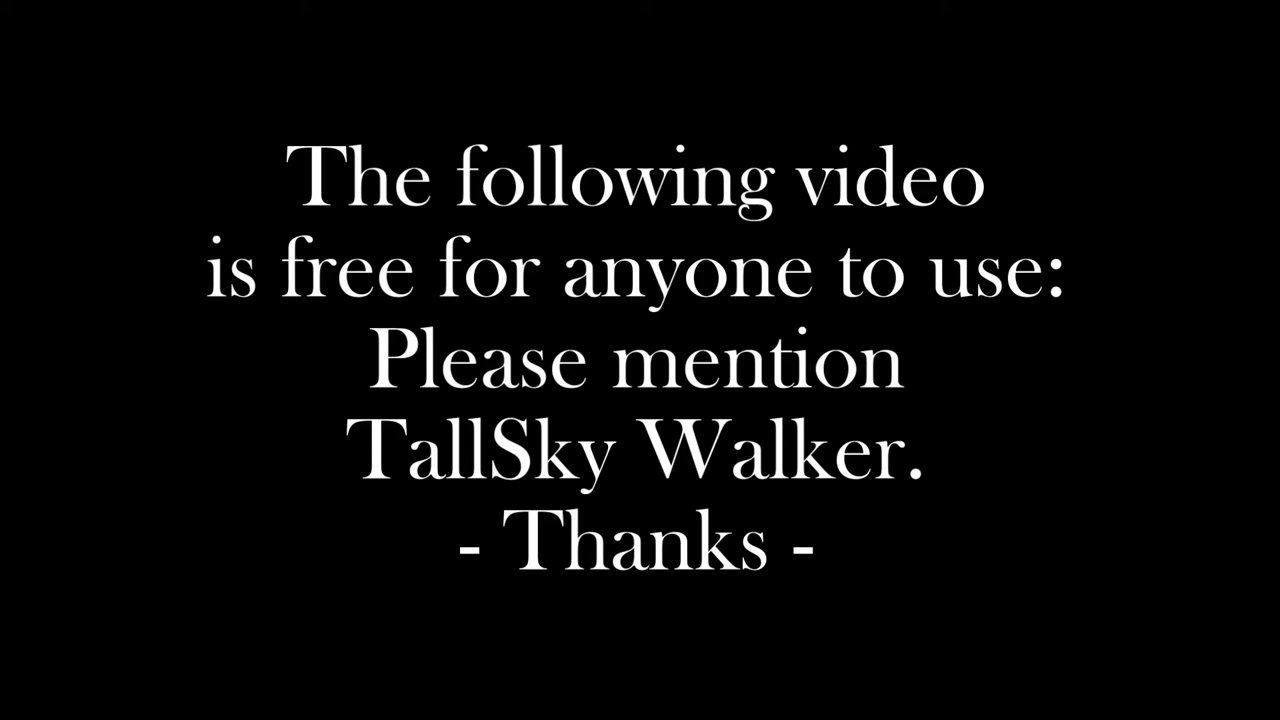 The following video
is free for anyone to use:
Please mention
TallSky Walker.
- Thanks -